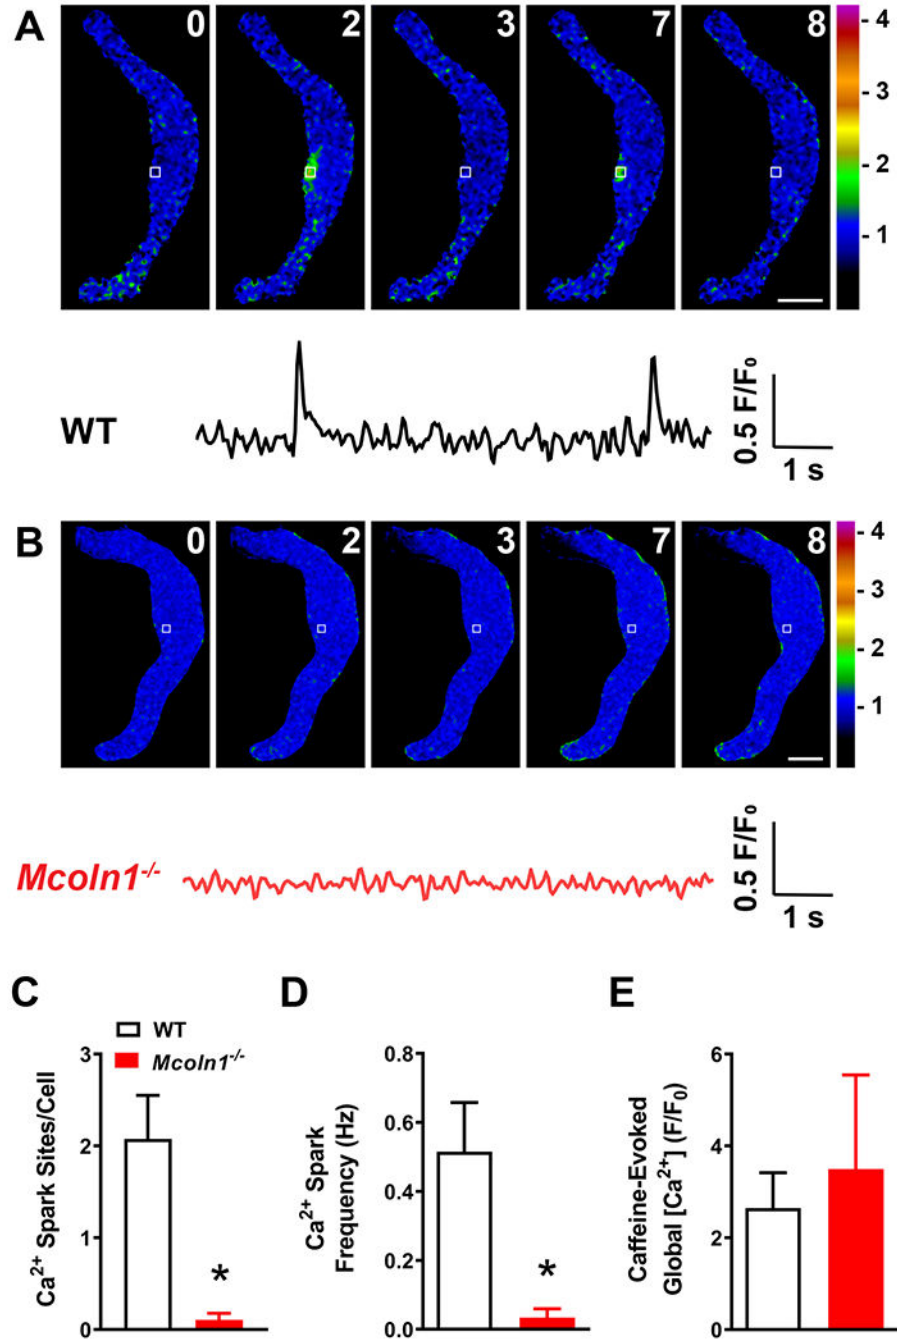 A
0
2
3
7
8
- 4
- 3
- 2
- 1
WT
0.5 F/F₀
1 s
B
0
2
3
7
8
- 4
- 3
- 2
- 1
Mcoln1⁻/⁻
0.5 F/F₀
1 s
C
WT
Mcoln1⁻/⁻
Ca²⁺ Spark Sites/Cell
3
2
1
0
*
D
Ca²⁺ Spark
Frequency (Hz)
0.8
0.6
0.4
0.2
0.0
*
E
Caffeine-Evoked
Global [Ca²⁺] (F/F₀)
6
4
2
0